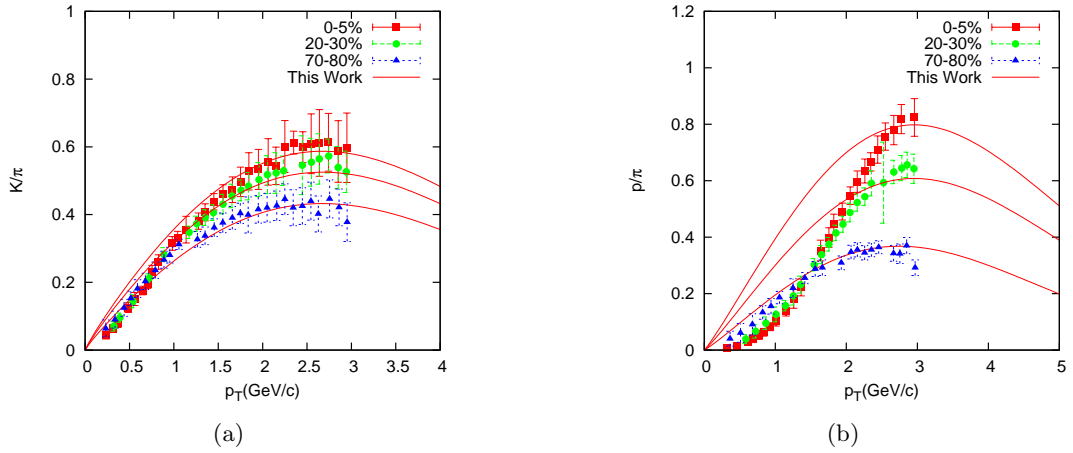 0-5%
20-30%
70-80%
This Work
K/π
1
0.8
0.6
0.4
0.2
0
0 0.5 1 1.5 2 2.5 3 3.5 4
p_T(GeV/c)
(a)
0-5%
20-30%
70-80%
This Work
p/π
1.2
1
0.8
0.6
0.4
0.2
0
0 1 2 3 4 5
p_T(GeV/c)
(b)